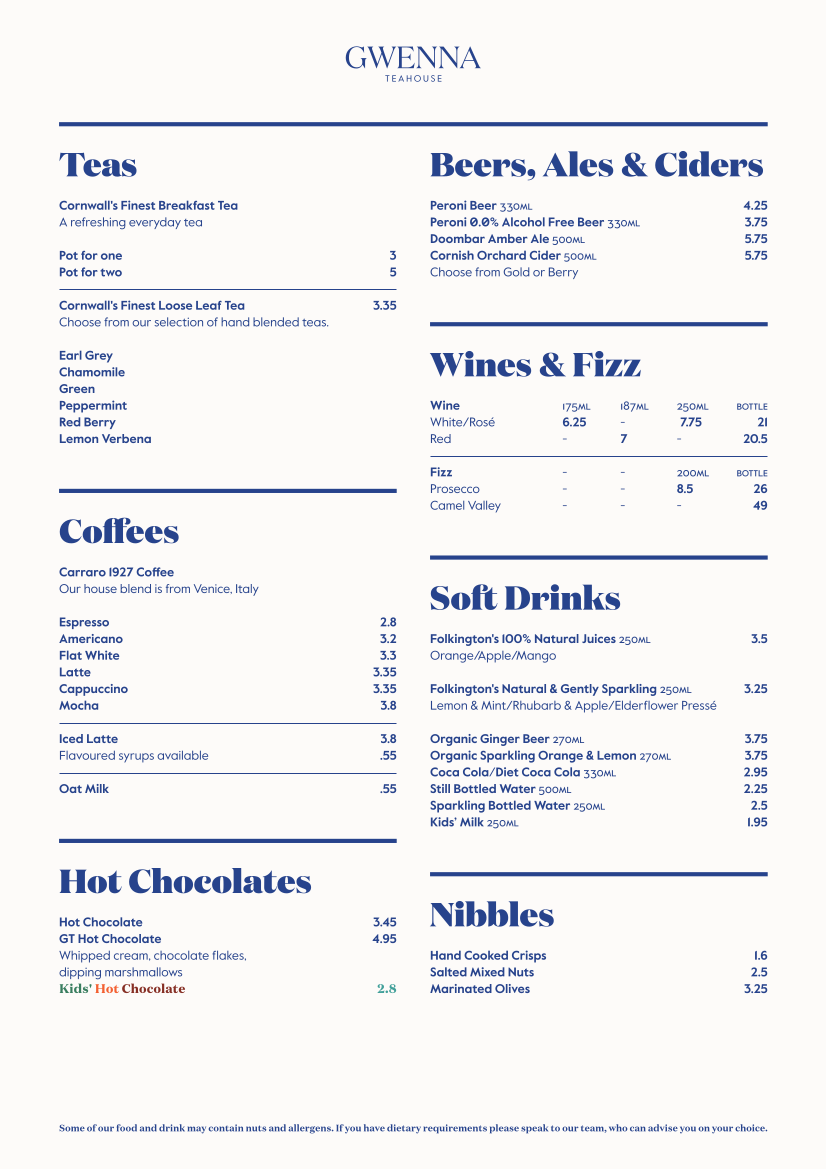 GWENNA
TEAHOUSE
Teas
Cornwall's Finest Breakfast Tea
A refreshing everyday tea
Pot for one 3
Pot for two 5
Cornwall's Finest Loose Leaf Tea 3.35
Choose from our selection of hand blended teas.
Earl Grey
Chamomile
Green
Peppermint
Red Berry
Lemon Verbena
Coffees
Carraro 1927 Coffee
Our house blend is from Venice, Italy
Espresso 2.8
Americano 3.2
Flat White 3.3
Latte 3.35
Cappuccino 3.35
Mocha 3.8
Iced Latte 3.8
Flavoured syrups available .55
Oat Milk .55
Hot Chocolates
Hot Chocolate 3.45
GT Hot Chocolate 4.95
Whipped cream, chocolate flakes,
dipping marshmallows
Kids' Hot Chocolate 2.8
Beers, Ales & Ciders
Peroni Beer 330ML 4.25
Peroni 0.0% Alcohol Free Beer 330ML 3.75
Doombar Amber Ale 500ML 5.75
Cornish Orchard Cider 500ML 5.75
Choose from Gold or Berry
Wines & Fizz
Wine 175ML 187ML 250ML BOTTLE
White/Rosé 6.25 - 7.75 21
Red - 7 - 20.5
Fizz - - 200ML BOTTLE
Prosecco - - 8.5 26
Camel Valley - - - 49
Soft Drinks
Folkington's 100% Natural Juices 250ML 3.5
Orange/Apple/Mango
Folkington's Natural & Gently Sparkling 250ML 3.25
Lemon & Mint/Rhubarb & Apple/Elderflower Pressé
Organic Ginger Beer 270ML 3.75
Organic Sparkling Orange & Lemon 270ML 3.75
Coca Cola/Diet Coca Cola 330ML 2.95
Still Bottled Water 500ML 2.25
Sparkling Bottled Water 250ML 2.5
Kids' Milk 250ML 1.95
Nibbles
Hand Cooked Crisps 1.6
Salted Mixed Nuts 2.5
Marinated Olives 3.25
Some of our food and drink may contain nuts and allergens. If you have dietary requirements please speak to our team, who can advise you on your choice.